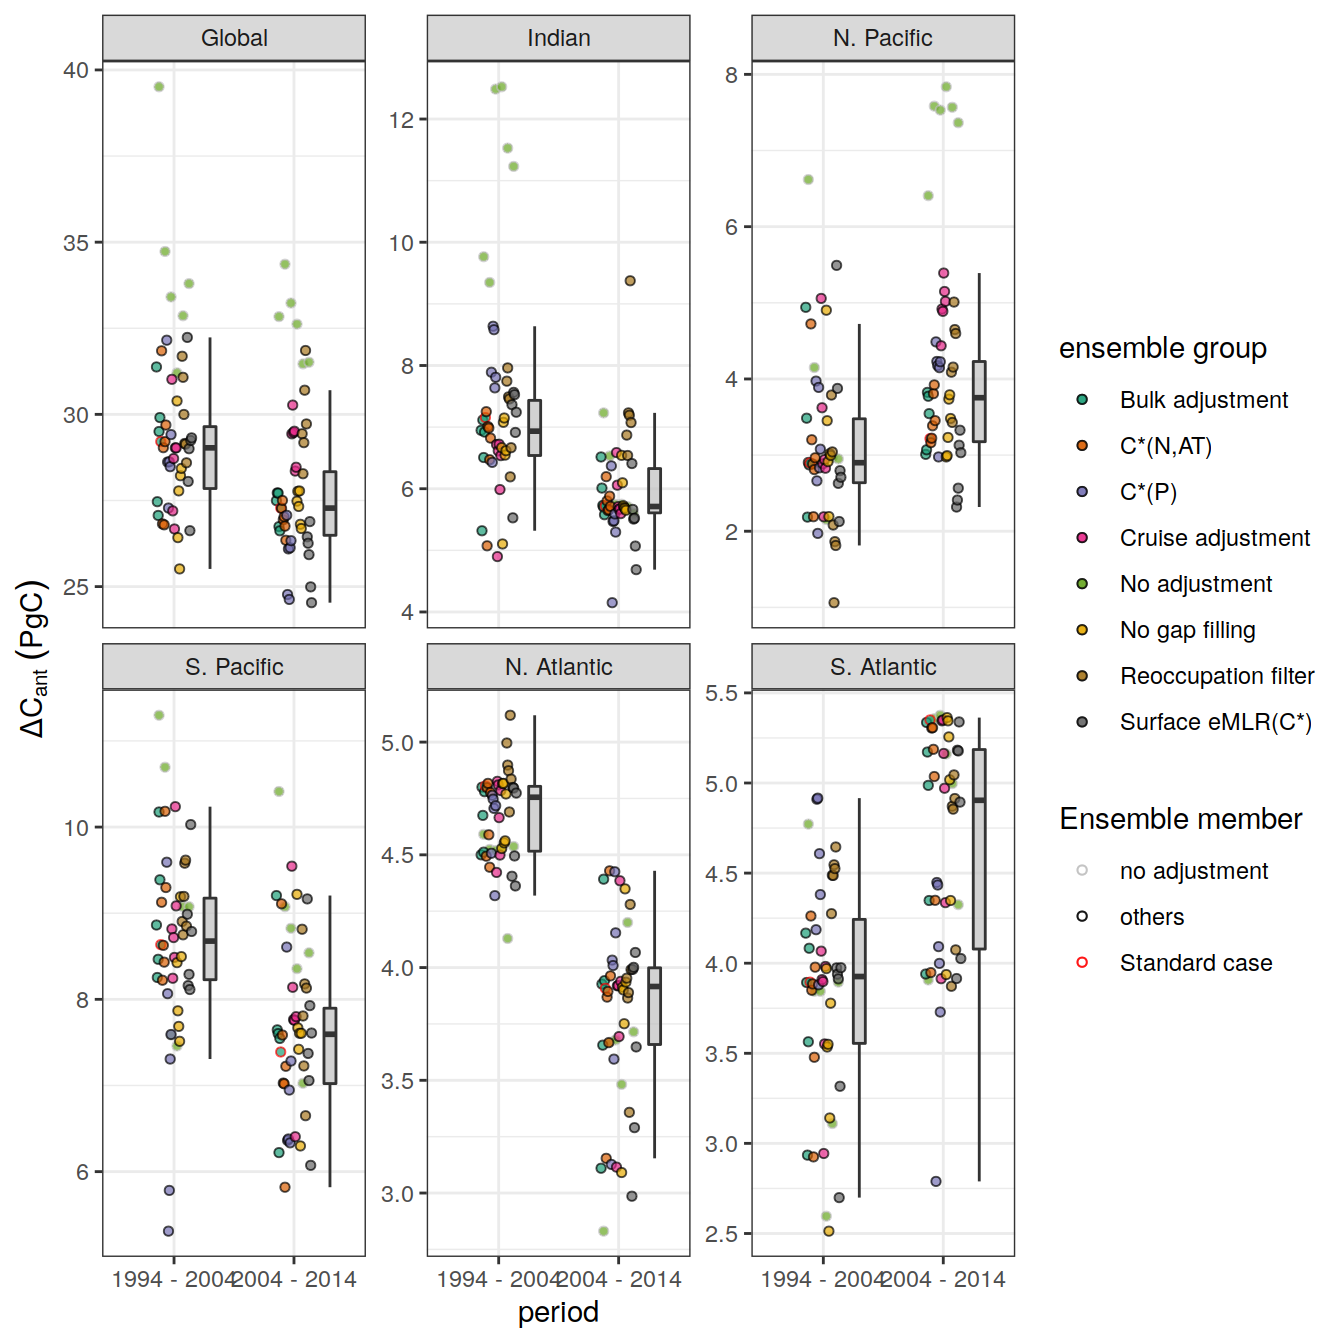 Global
Indian
N. Pacific
40
35
30
25
12
10
8
6
4
8
6
4
2
S. Pacific
N. Atlantic
S. Atlantic
10
8
6
5.0
4.5
4.0
3.5
3.0
5.5
5.0
4.5
4.0
3.5
3.0
2.5
1994 - 2004
2004 - 2014
1994 - 2004
2004 - 2014
1994 - 2004
2004 - 2014
period
ΔCant (PgC)
ensemble group
Bulk adjustment
C*(N,AT)
C*(P)
Cruise adjustment
No adjustment
No gap filling
Reoccupation filter
Surface eMLR(C*)
Ensemble member
no adjustment
others
Standard case